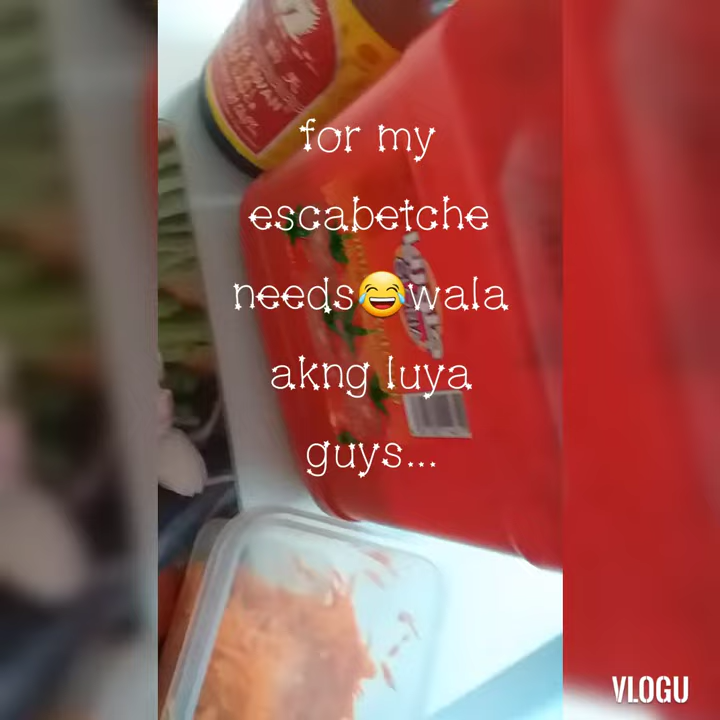 for my
escabetche
needs😂wala
akng luya
guys...
VLOGU